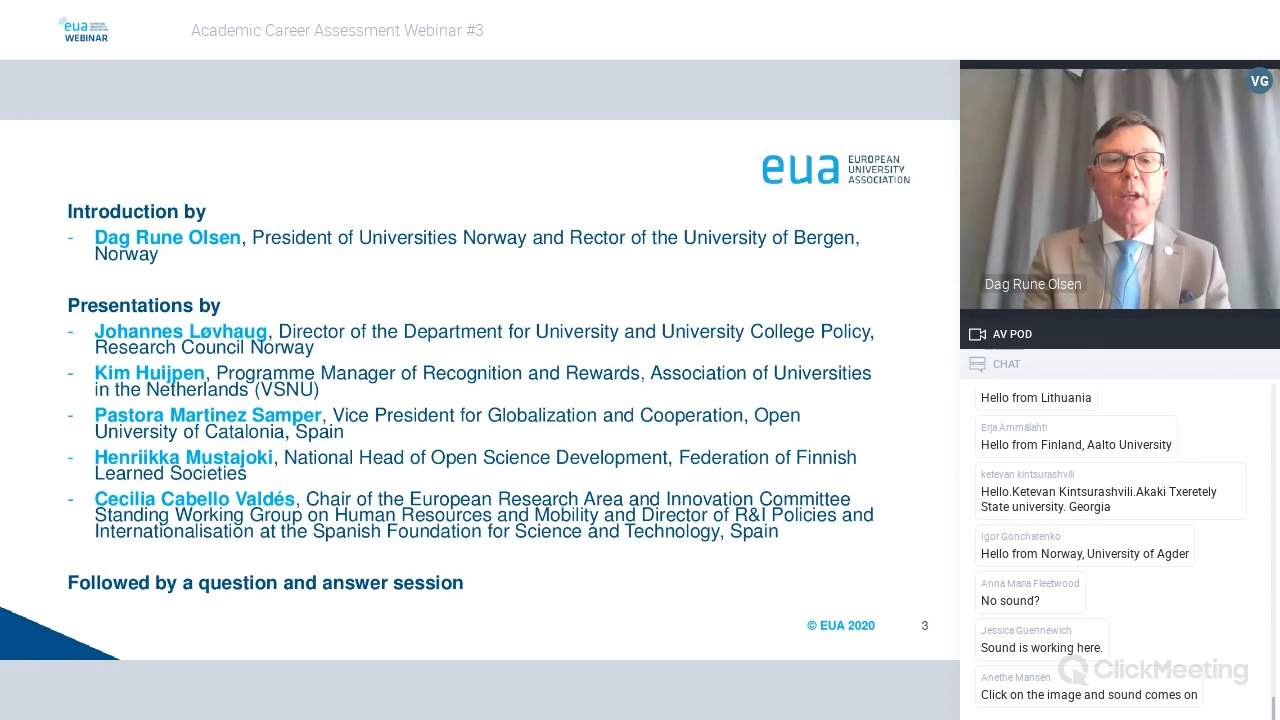 eua EUROPEAN UNIVERSITY ASSOCIATION
WEBINAR
Academic Career Assessment Webinar #3
eua
EUROPEAN
UNIVERSITY
ASSOCIATION
Introduction by
- Dag Rune Olsen, President of Universities Norway and Rector of the University of Bergen,
Norway
Presentations by
- Johannes Løvhaug, Director of the Department for University and University College Policy,
Research Council Norway
- Kim Huijpen, Programme Manager of Recognition and Rewards, Association of Universities
in the Netherlands (VSNU)
- Pastora Martinez Samper, Vice President for Globalization and Cooperation, Open
University of Catalonia, Spain
- Henriikka Mustajoki, National Head of Open Science Development, Federation of Finnish
Learned Societies
- Cecilia Cabello Valdés, Chair of the European Research Area and Innovation Committee
Standing Working Group on Human Resources and Mobility and Director of R&I Policies and
Internationalisation at the Spanish Foundation for Science and Technology, Spain
Followed by a question and answer session
© EUA 2020
3
VG
Dag Rune Olsen
AV POD
CHAT
Hello from Lithuania
Erja Ämmälahti
Hello from Finland, Aalto University
ketevan kintsurashvili
Hello.Ketevan Kintsurashvili.Akaki Txeretely
State university. Georgia
Igor Goncharenko
Hello from Norway, University of Agder
Anna Maria Fleetwood
No sound?
Jessica Guennewich
Sound is working here.
Anethe Mansén
Click on the image and sound comes on
ClickMeeting